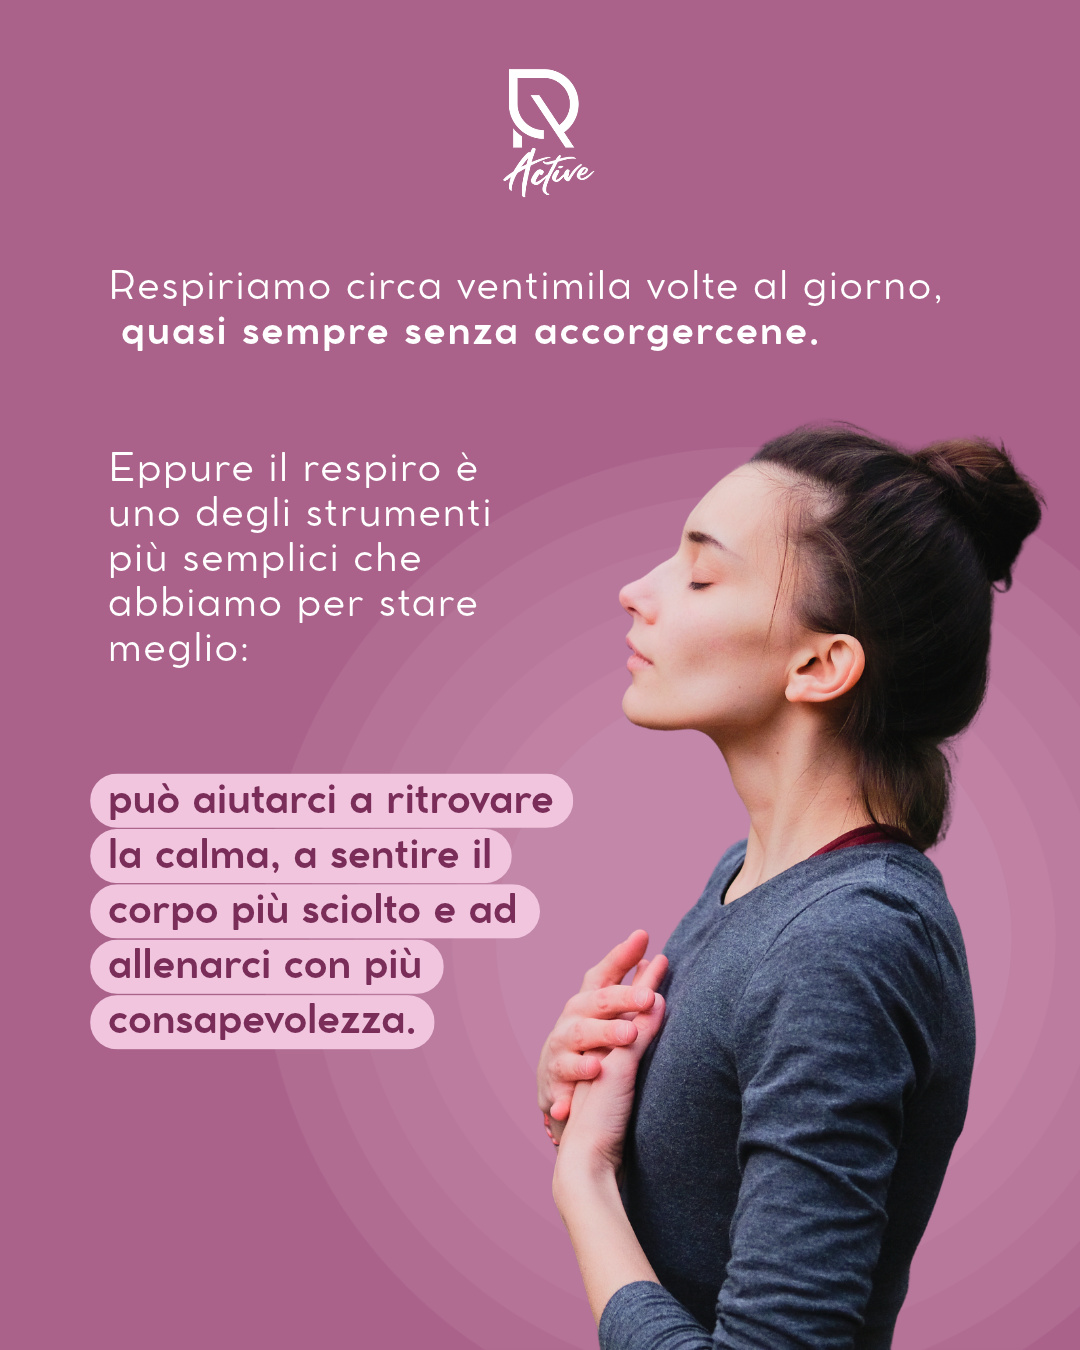 Active
Respiriamo circa ventimila volte al giorno,
quasi sempre senza accorgercene.
Eppure il respiro è
uno degli strumenti
più semplici che
abbiamo per stare
meglio:
può aiutarci a ritrovare
la calma, a sentire il
corpo più sciolto e ad
allenarci con più
consapevolezza.